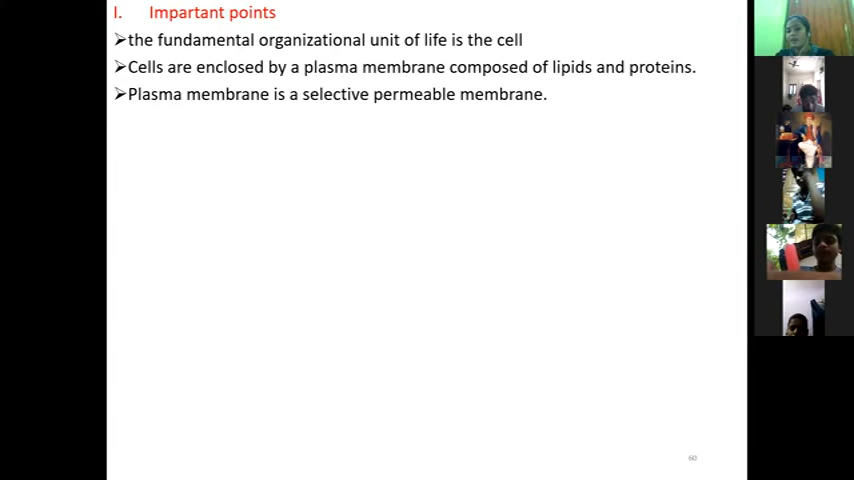 I. Impartant points
➢the fundamental organizational unit of life is the cell
➢Cells are enclosed by a plasma membrane composed of lipids and proteins.
➢Plasma membrane is a selective permeable membrane.
60